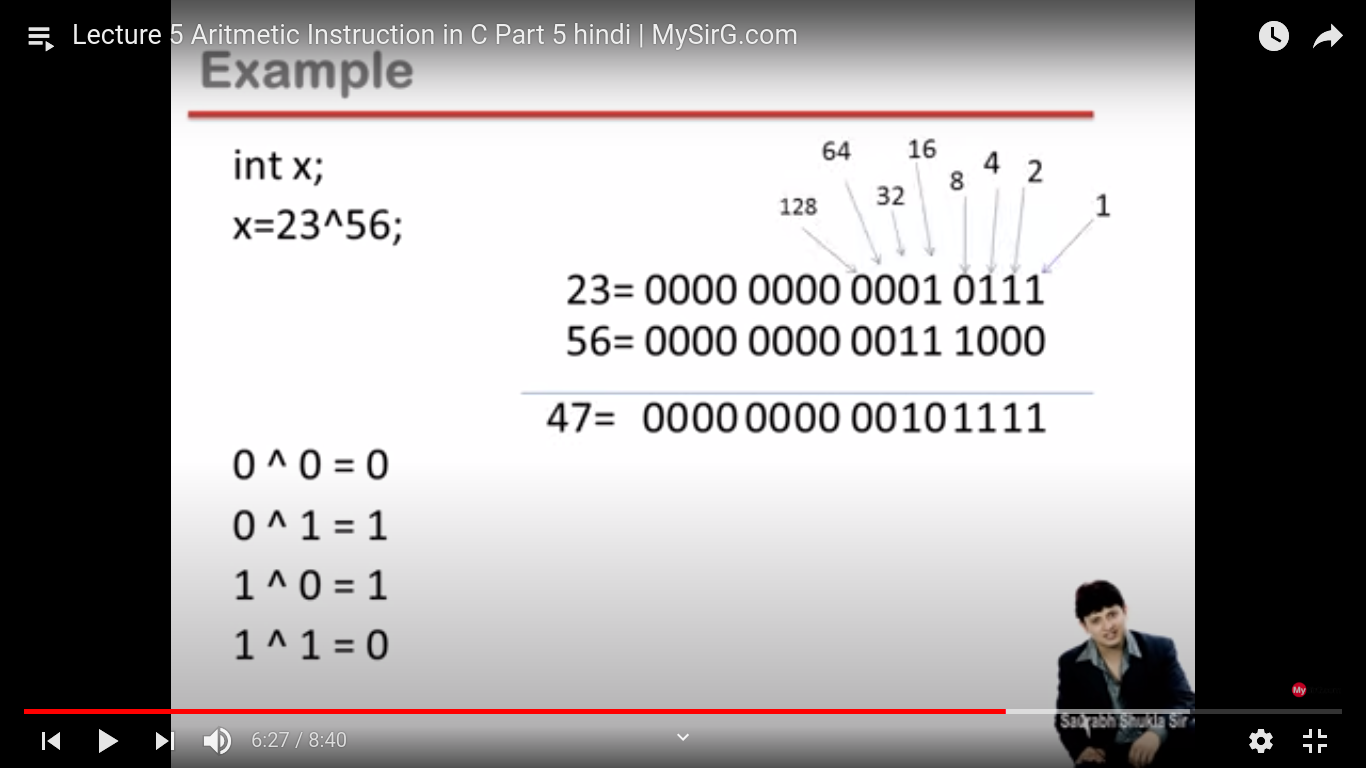 Lecture 5 Aritmetic Instruction in C Part 5 hindi | MySirG.com
Example
int x;
x=23^56;
64
16
4
2
8
32
128
1
23= 0000 0000 0001 0111
56= 0000 0000 0011 1000
47= 0000 0000 0010 1111
0 ^ 0 = 0
0 ^ 1 = 1
1 ^ 0 = 1
1 ^ 1 = 0
My
Saurabh Shukla Sir
6:27 / 8:40